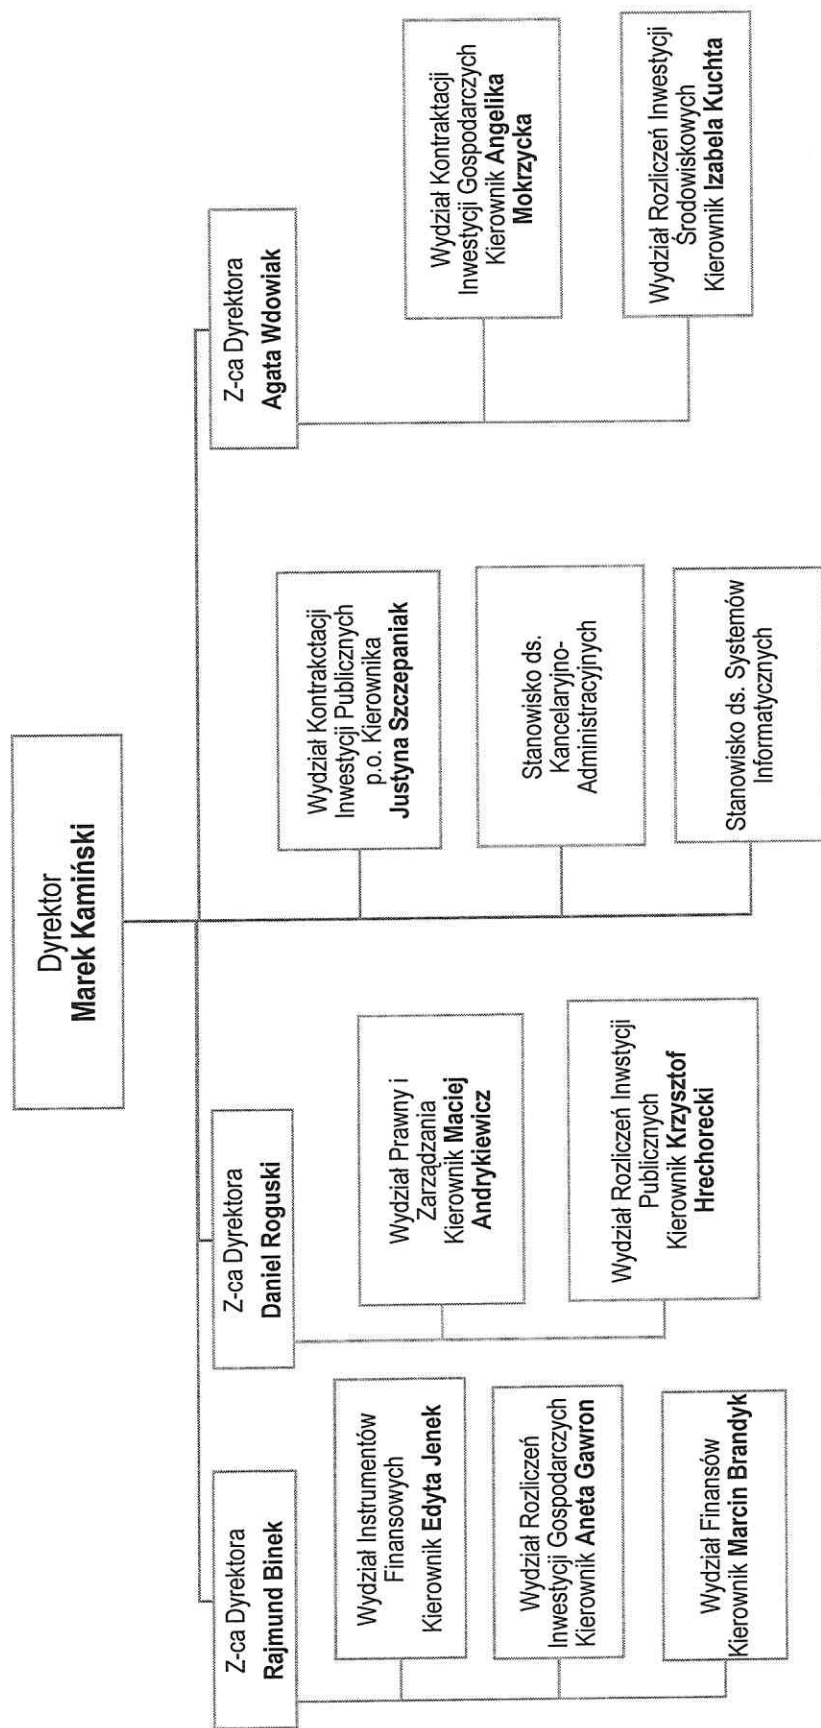 Dyrektor
Marek Kamiński
Z-ca Dyrektora
Rajmund Binek
Wydział Instrumentów
Finansowych
Kierownik Edyta Jenek
Wydział Rozliczeń
Inwestycji Gospodarczych
Kierownik Aneta Gawron
Wydział Finansów
Kierownik Marcin Brandyk
Z-ca Dyrektora
Daniel Roguski
Wydział Prawny i
Zarządzania
Kierownik Maciej
Andrykiewicz
Wydział Rozliczeń Inwstycji
Publicznych
Kierownik Krzysztof
Hrechorecki
Wydział Kontrakctacji
Inwestycji Publicznych
p.o. Kierownika
Justyna Szczepaniak
Stanowisko ds.
Kancelaryjno-
Administracyjnych
Stanowisko ds. Systemów
Informatycznych
Z-ca Dyrektora
Agata Wdowiak
Wydział Kontraktacji
Inwestycji Gospodarczych
Kierownik Angelika
Mokrzycka
Wydział Rozliczeń Inwestycji
Środowiskowych
Kierownik Izabela Kuchta